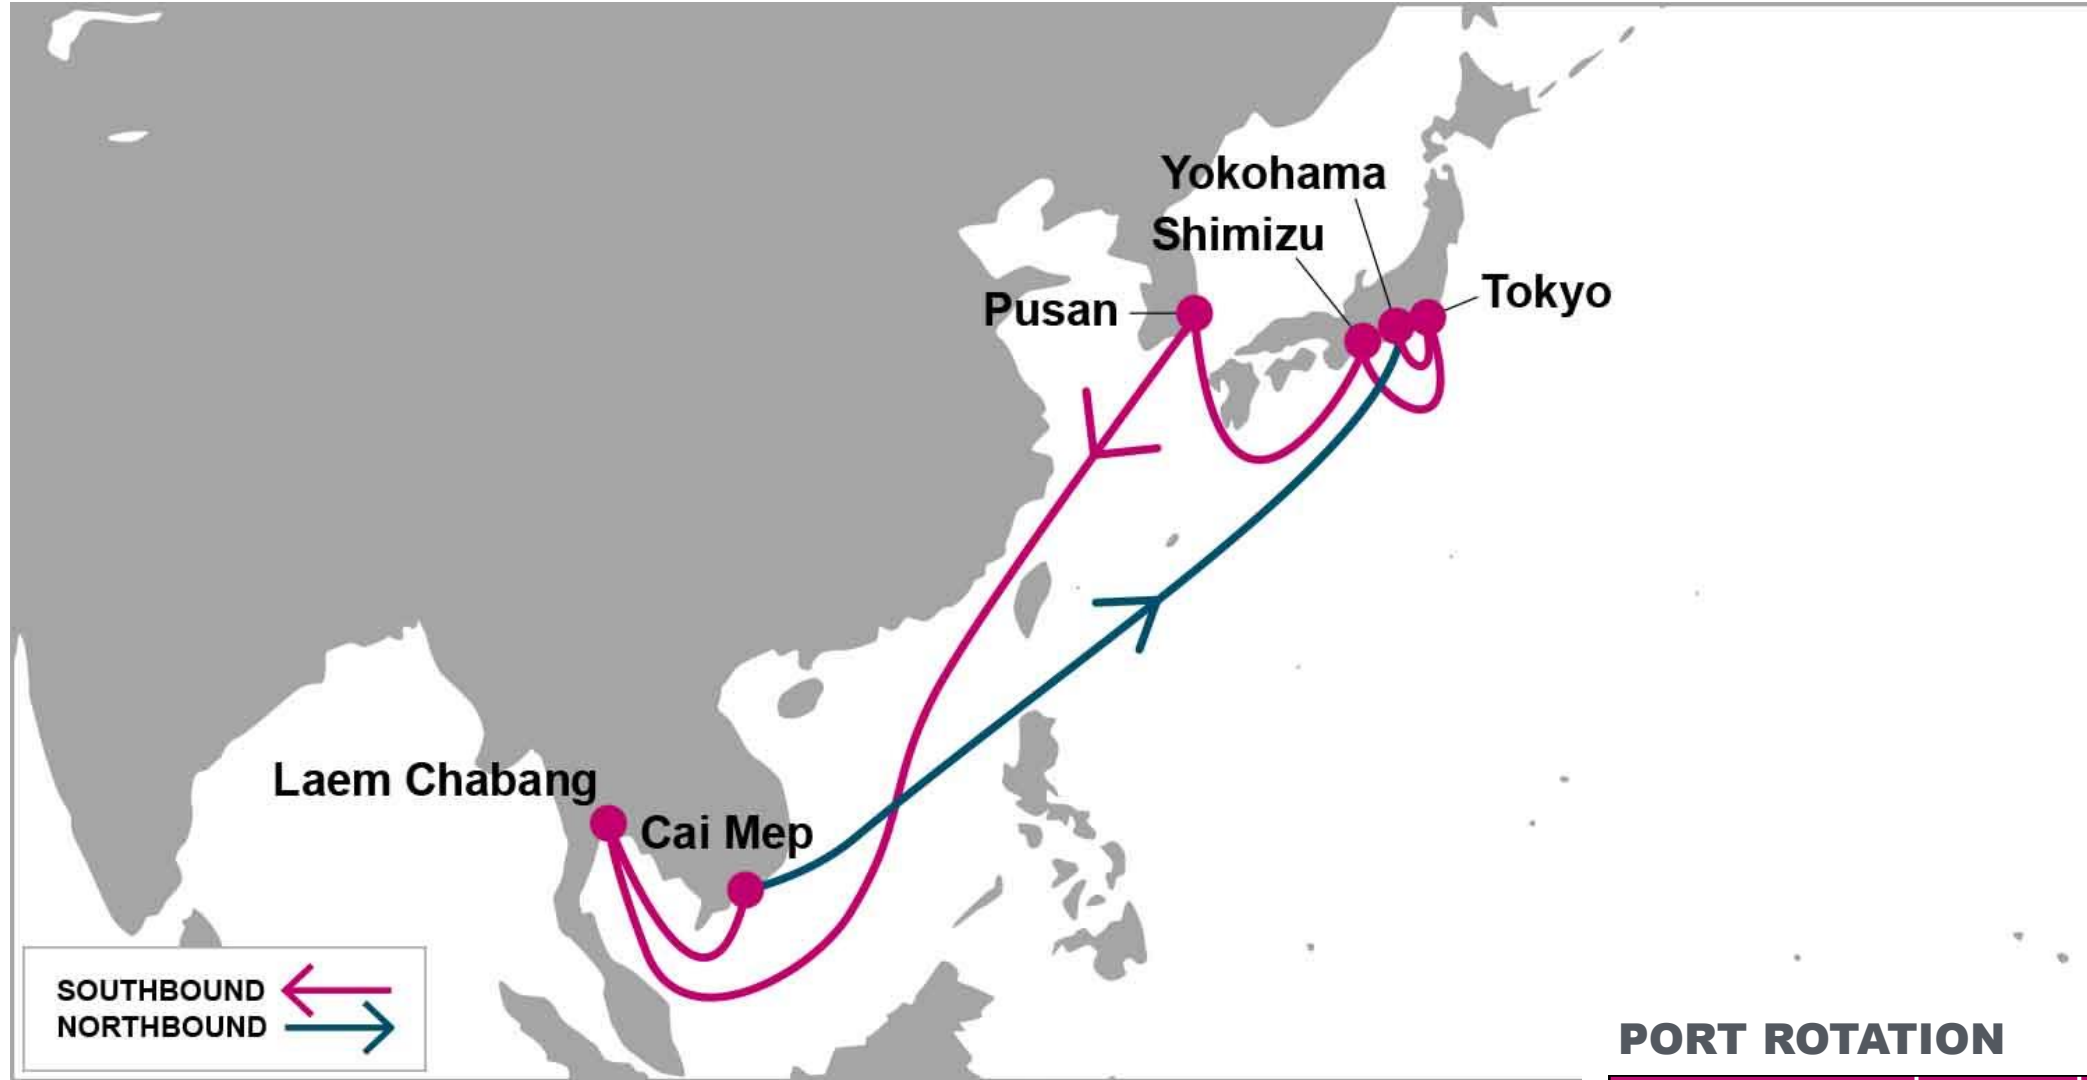 Yokohama
Shimizu
Tokyo
Pusan
Laem Chabang
Cai Mep
SOUTHBOUND
NORTHBOUND
PORT ROTATION